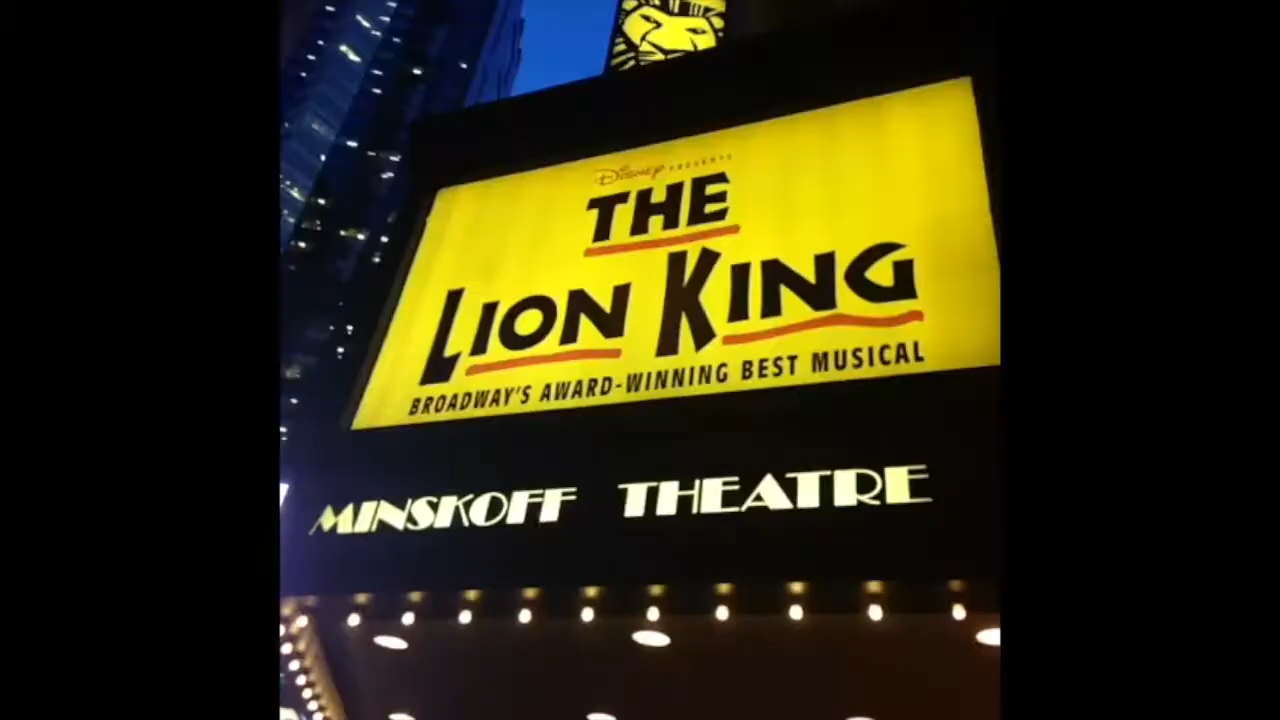 Disney PRESENTS
THE
LION KING
BROADWAY'S AWARD-WINNING BEST MUSICAL
MINSKOFF THEATRE